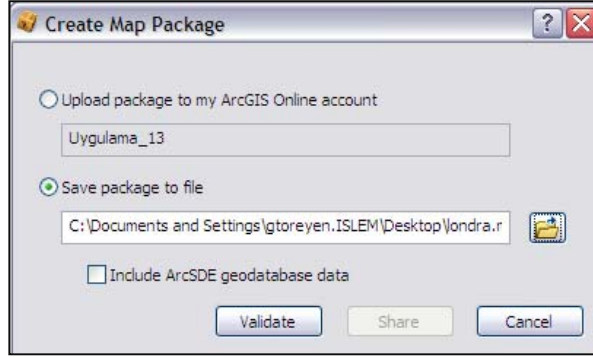 Create Map Package
Upload package to my ArcGIS Online account
Uygulama_13
Save package to file
C:\Documents and Settings\gtoreyen.ISLEM\Desktop\londra.r
Include ArcSDE geodatabase data
Validate Share Cancel